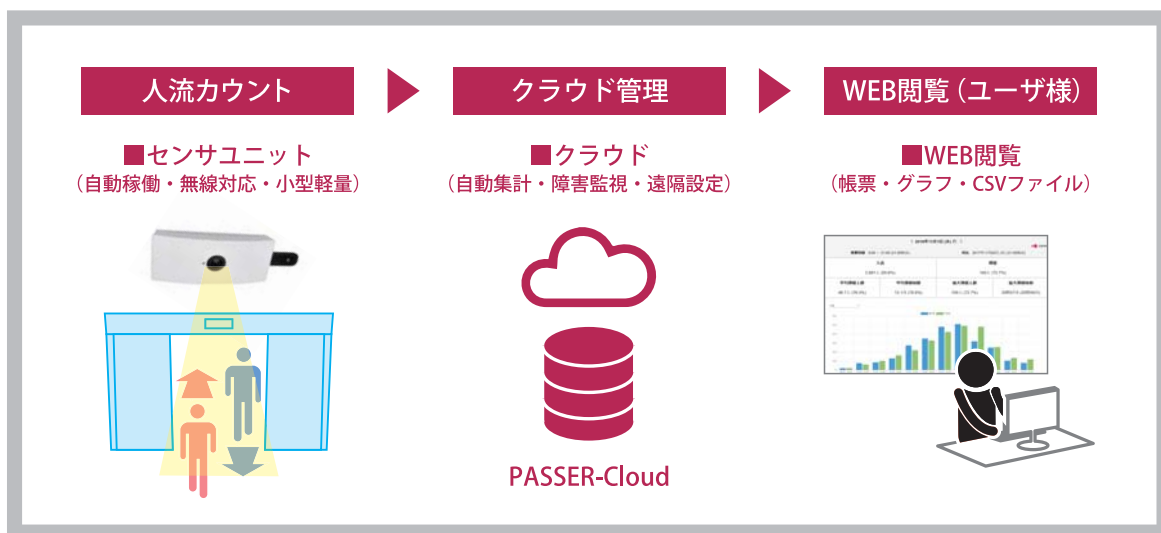 人流カウント
クラウド管理
WEB閲覧(ユーザ様)
■センサユニット
(自動稼働・無線対応・小型軽量)
■クラウド
(自動集計・障害監視・遠隔設定)
■WEB閲覧
(帳票・グラフ・CSVファイル)
PASSER-Cloud